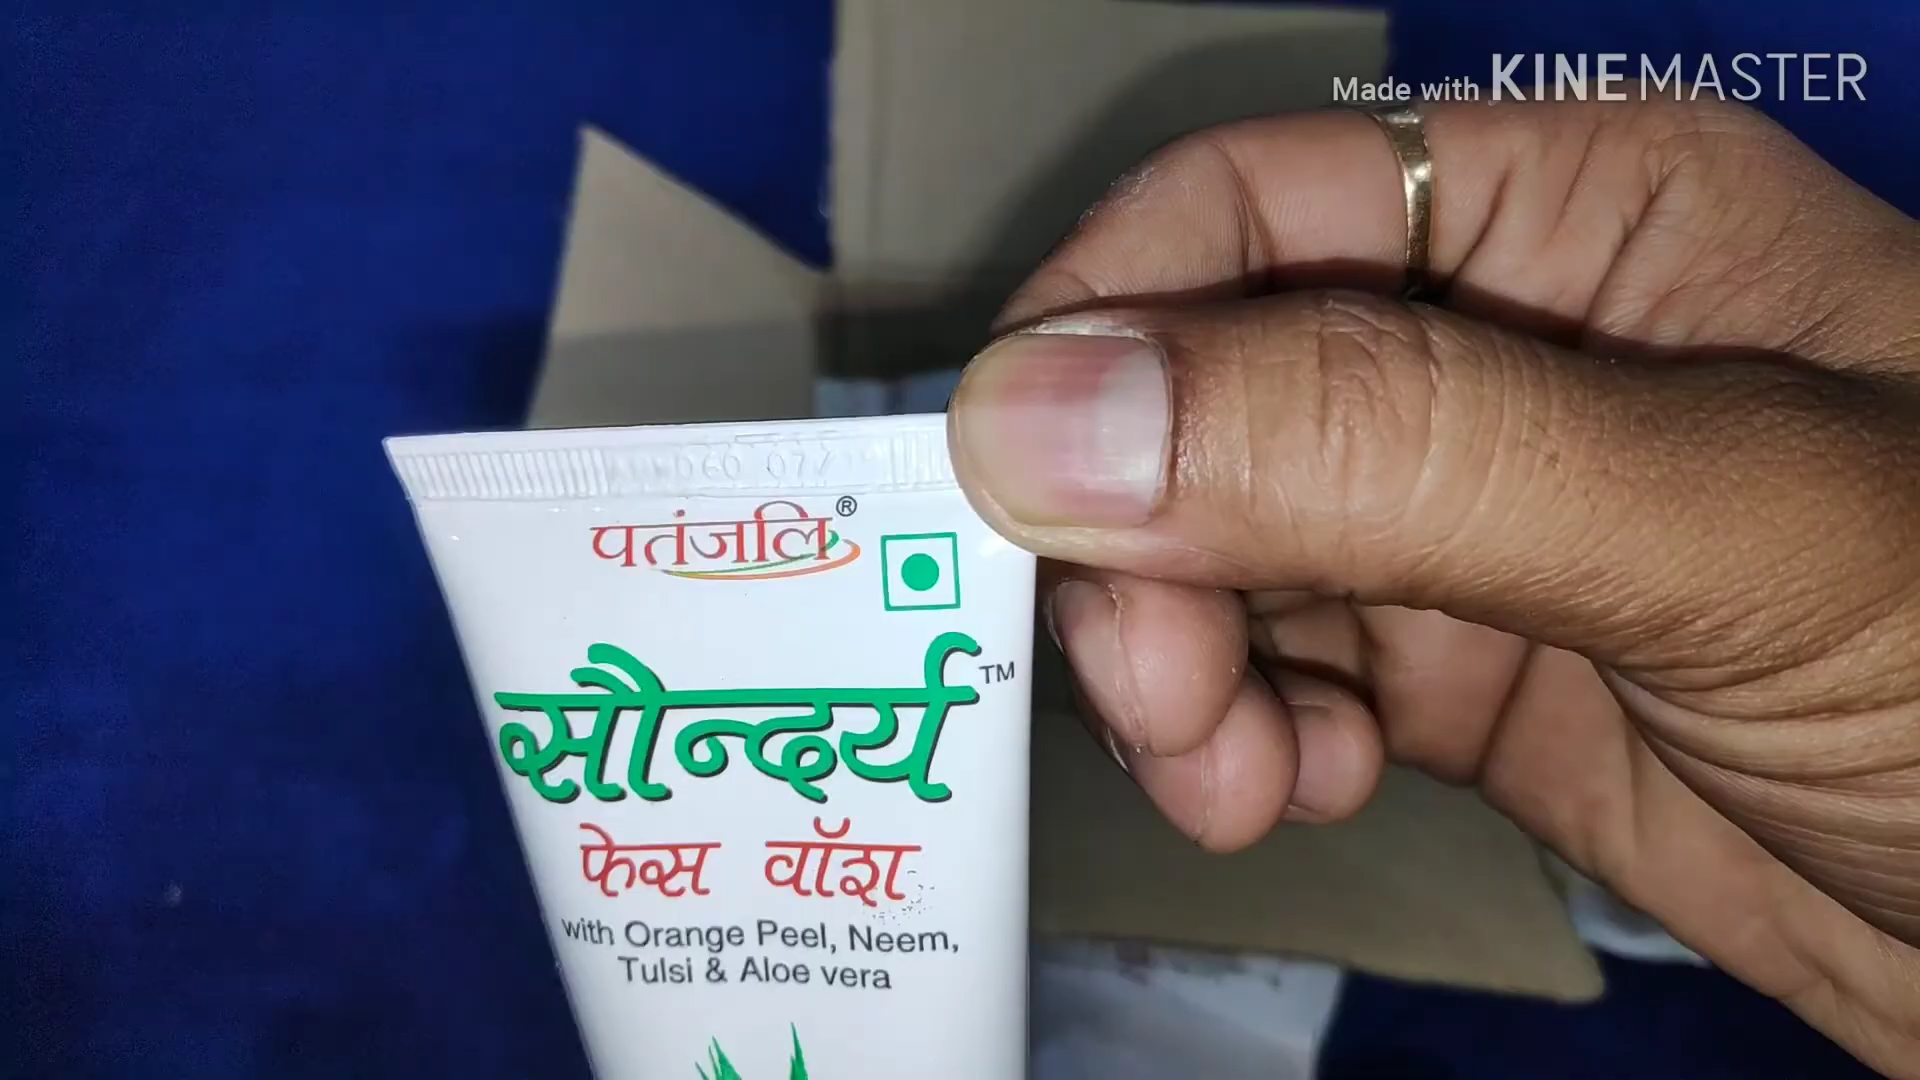 Made with KINEMASTER
पतंजलि®
सौन्दर्य™
फेस वॉश
with Orange Peel, Neem,
Tulsi & Aloe vera